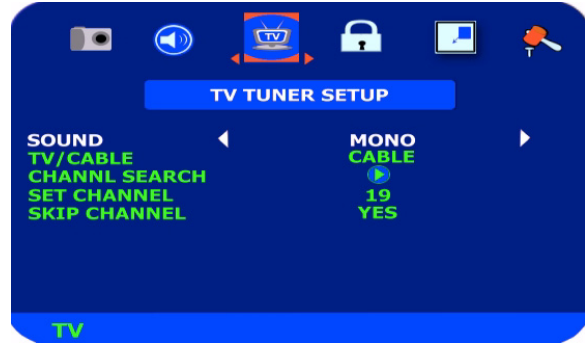 TV
TV TUNER SETUP
SOUND MONO
TV/CABLE CABLE
CHANNL SEARCH
SET CHANNEL 19
SKIP CHANNEL YES
TV